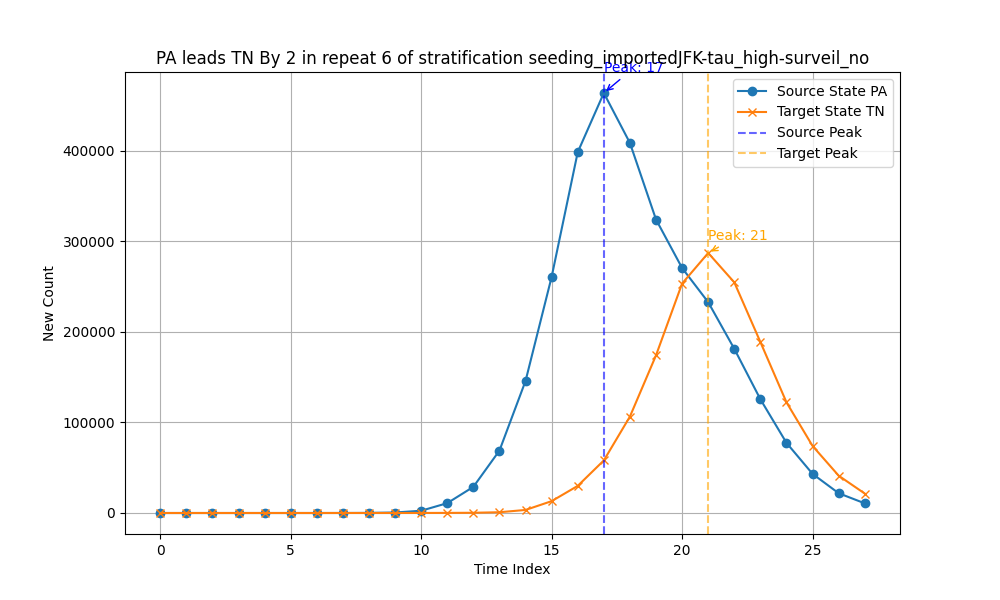 PA leads TN By 2 in repeat 6 of stratification seeding_importedJFK-tau_high-surveil_no
Peak: 17
Source State PA
Target State TN
Source Peak
Target Peak
Peak: 21
New Count
400000
300000
200000
100000
0
0 5 10 15 20 25
Time Index